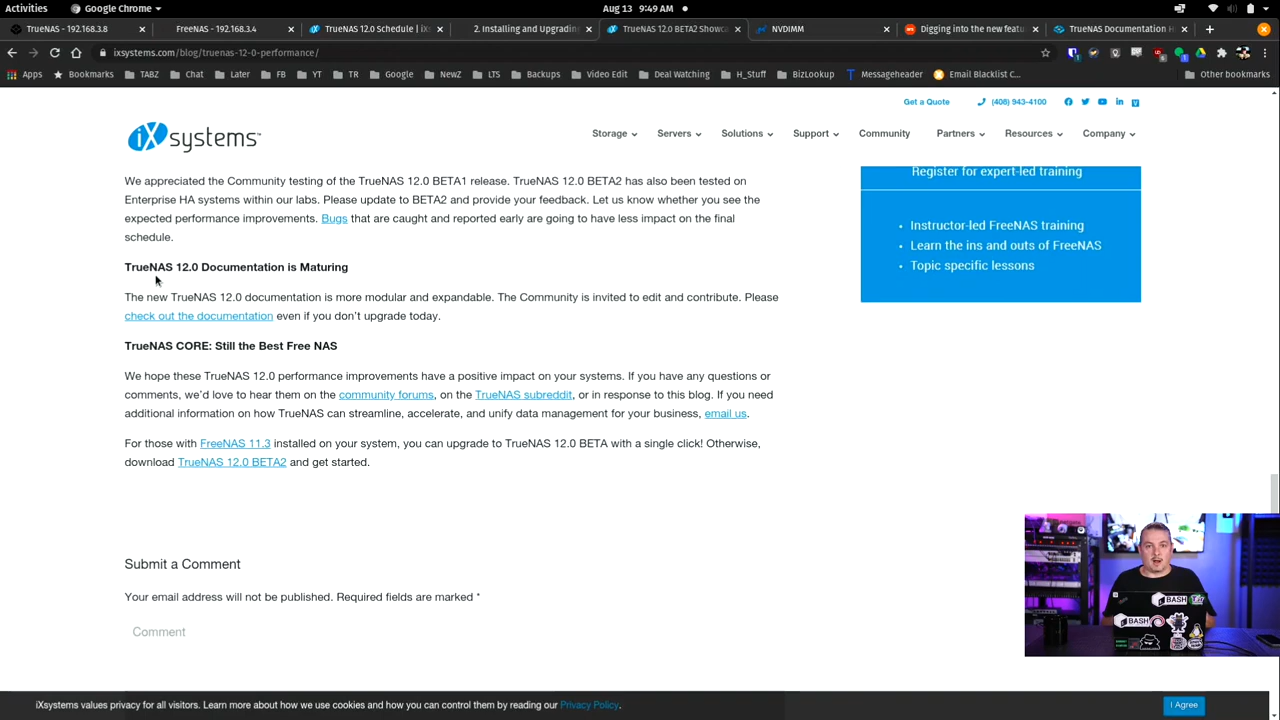 Activities
Google Chrome
Aug 13 9:49 AM
TrueNAS - 192.168.3.8
FreeNAS - 192.168.3.4
TrueNAS 12.0 Schedule | iX
2. Installing and Upgrading
TrueNAS 12.0 BETA2 Showca
NVDIMM
Digging into the new featu
TrueNAS Documentation H
ixsystems.com/blog/truenas-12-0-performance/
Apps
Bookmarks
TABZ
Chat
Later
FB
YT
TR
Google
NewZ
LTS
Backups
Video Edit
Deal Watching
H_Stuff
BizLookup
Messageheader
Email Blacklist C...
Other bookmarks
Get a Quote
(408) 943-4100
iXsystems
Storage
Servers
Solutions
Support
Community
Partners
Resources
Company
We appreciated the Community testing of the TrueNAS 12.0 BETA1 release. TrueNAS 12.0 BETA2 has also been tested on
Enterprise HA systems within our labs. Please update to BETA2 and provide your feedback. Let us know whether you see the
expected performance improvements. Bugs that are caught and reported early are going to have less impact on the final
schedule.
TrueNAS 12.0 Documentation is Maturing
The new TrueNAS 12.0 documentation is more modular and expandable. The Community is invited to edit and contribute. Please
check out the documentation even if you don't upgrade today.
TrueNAS CORE: Still the Best Free NAS
We hope these TrueNAS 12.0 performance improvements have a positive impact on your systems. If you have any questions or
comments, we'd love to hear them on the community forums, on the TrueNAS subreddit, or in response to this blog. If you need
additional information on how TrueNAS can streamline, accelerate, and unify data management for your business, email us.
For those with FreeNAS 11.3 installed on your system, you can upgrade to TrueNAS 12.0 BETA with a single click! Otherwise,
download TrueNAS 12.0 BETA2 and get started.
Register for expert-led training
• Instructor-led FreeNAS training
• Learn the ins and outs of FreeNAS
• Topic specific lessons
Submit a Comment
Your email address will not be published. Required fields are marked *
Comment
BASH
BASH
iXsystems values privacy for all visitors. Learn more about how we use cookies and how you can control them by reading our Privacy Policy.
I Agree